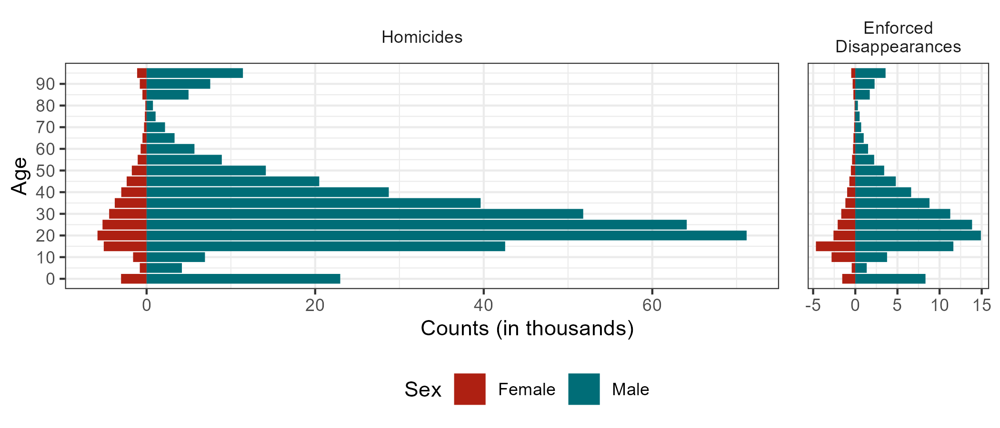 Homicides
Enforced
Disappearances
Age
90
80
70
60
50
40
30
20
10
0
0 20 40 60
-5 0 5 10 15
Counts (in thousands)
Sex Female Male